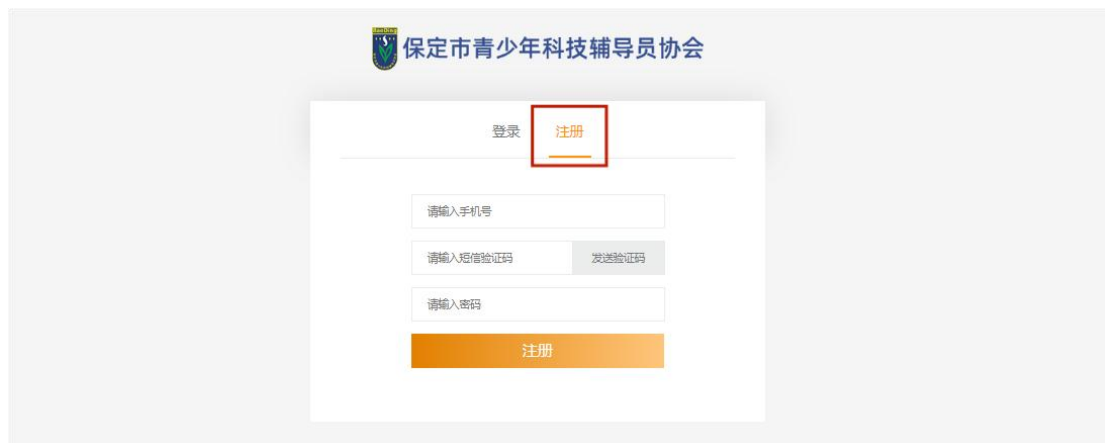 BaoDing
保定市青少年科技辅导员协会
登录 注册
请输入手机号
请输入短信验证码 发送验证码
请输入密码
注册